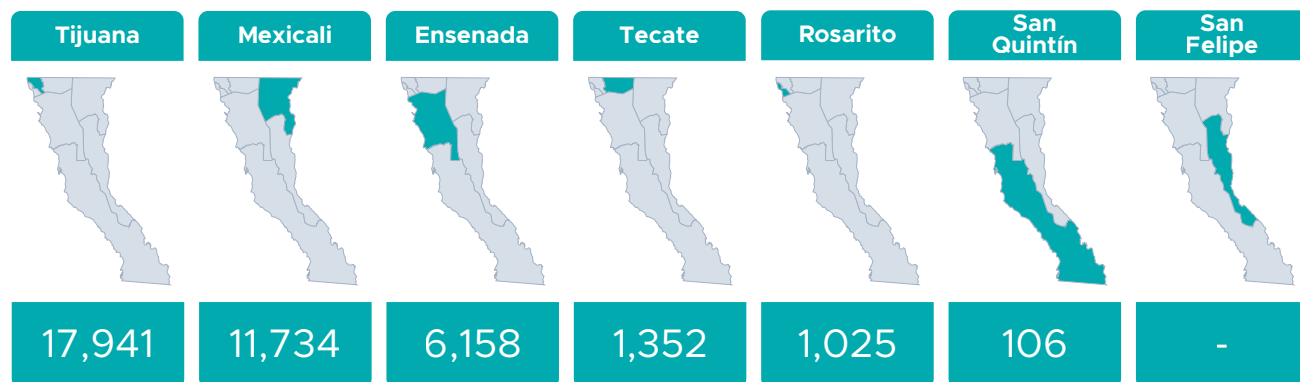 Tijuana
Mexicali
Ensenada
Tecate
Rosarito
San
Quintín
San
Felipe
17,941
11,734
6,158
1,352
1,025
106
-